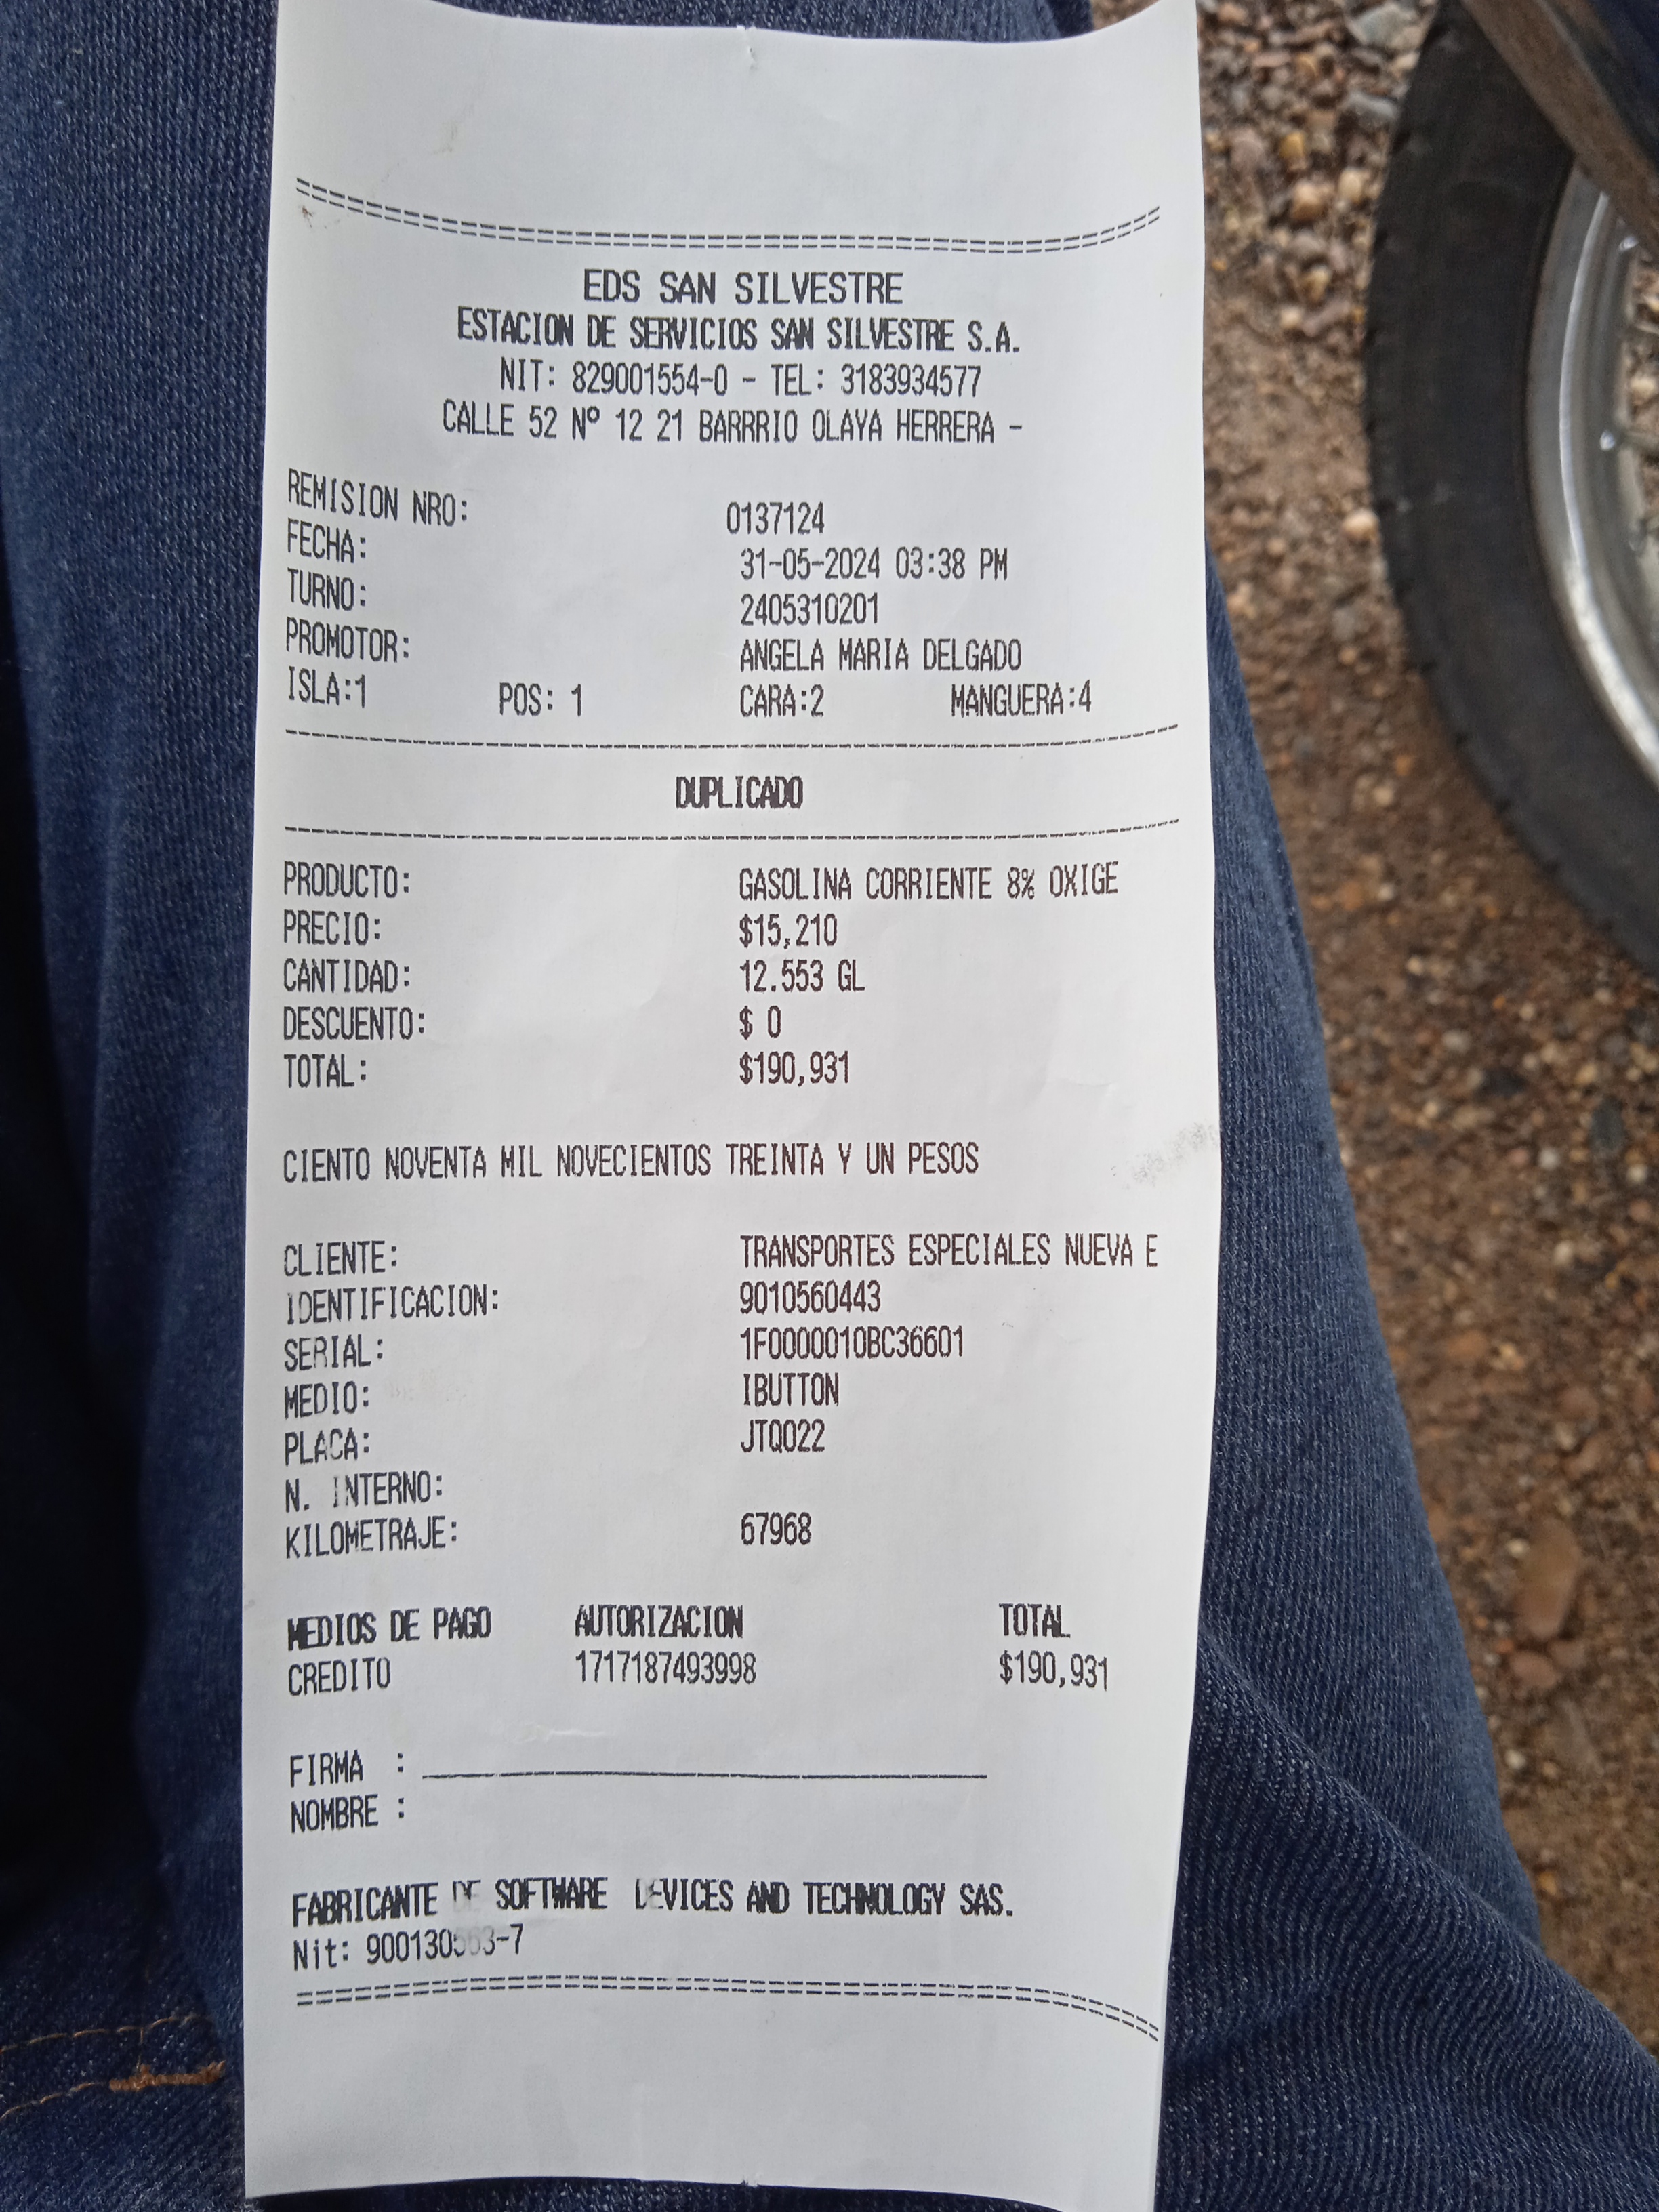 EDS SAN SILVESTRE
ESTACION DE SERVICIOS SAN SILVESTRE S.A.
NIT: 829001554-0 - TEL: 3183934577
CALLE 52 Nº 12 21 BARRRIO OLAYA HERRERA -
REMISION NRO: 0137124
FECHA: 31-05-2024 03:38 PM
TURNO: 2405310201
PROMOTOR: ANGELA MARIA DELGADO
ISLA:1 POS: 1 CARA:2 MANGUERA:4
DUPLICADO
PRODUCTO: GASOLINA CORRIENTE 8% OXIGE
PRECIO: $15,210
CANTIDAD: 12.553 GL
DESCUENTO: $ 0
TOTAL: $190,931
CIENTO NOVENTA MIL NOVECIENTOS TREINTA Y UN PESOS
CLIENTE: TRANSPORTES ESPECIALES NUEVA E
IDENTIFICACION: 9010560443
SERIAL: 1F0000010BC36601
MEDIO: IBUTTON
PLACA: JTQ022
N. INTERNO:
KILOMETRAJE: 67968
MEDIOS DE PAGO AUTORIZACION TOTAL
CREDITO 1717187493998 $190,931
FIRMA :
NOMBRE :
FABRICANTE DE SOFTWARE DEVICES AND TECHNOLOGY SAS.
Nit: